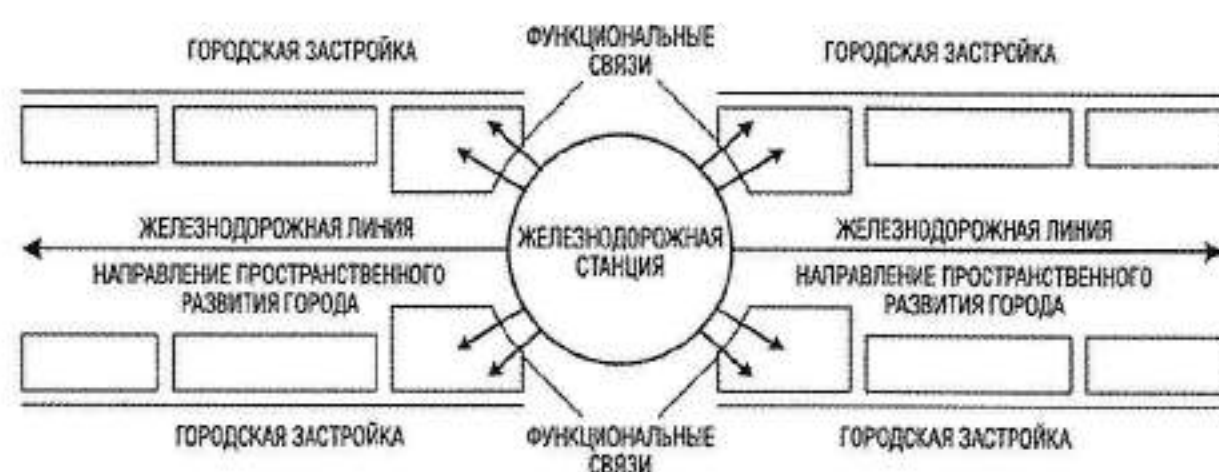 ГОРОДСКАЯ ЗАСТРОЙКА
ФУНКЦИОНАЛЬНЫЕ
СВЯЗИ
ГОРОДСКАЯ ЗАСТРОЙКА
ЖЕЛЕЗНОДОРОЖНАЯ ЛИНИЯ
НАПРАВЛЕНИЕ ПРОСТРАНСТВЕННОГО
РАЗВИТИЯ ГОРОДА
ЖЕЛЕЗНОДОРОЖНАЯ
СТАНЦИЯ
ЖЕЛЕЗНОДОРОЖНАЯ ЛИНИЯ
НАПРАВЛЕНИЕ ПРОСТРАНСТВЕННОГО
РАЗВИТИЯ ГОРОДА
ГОРОДСКАЯ ЗАСТРОЙКА
ФУНКЦИОНАЛЬНЫЕ
СВЯЗИ
ГОРОДСКАЯ ЗАСТРОЙКА